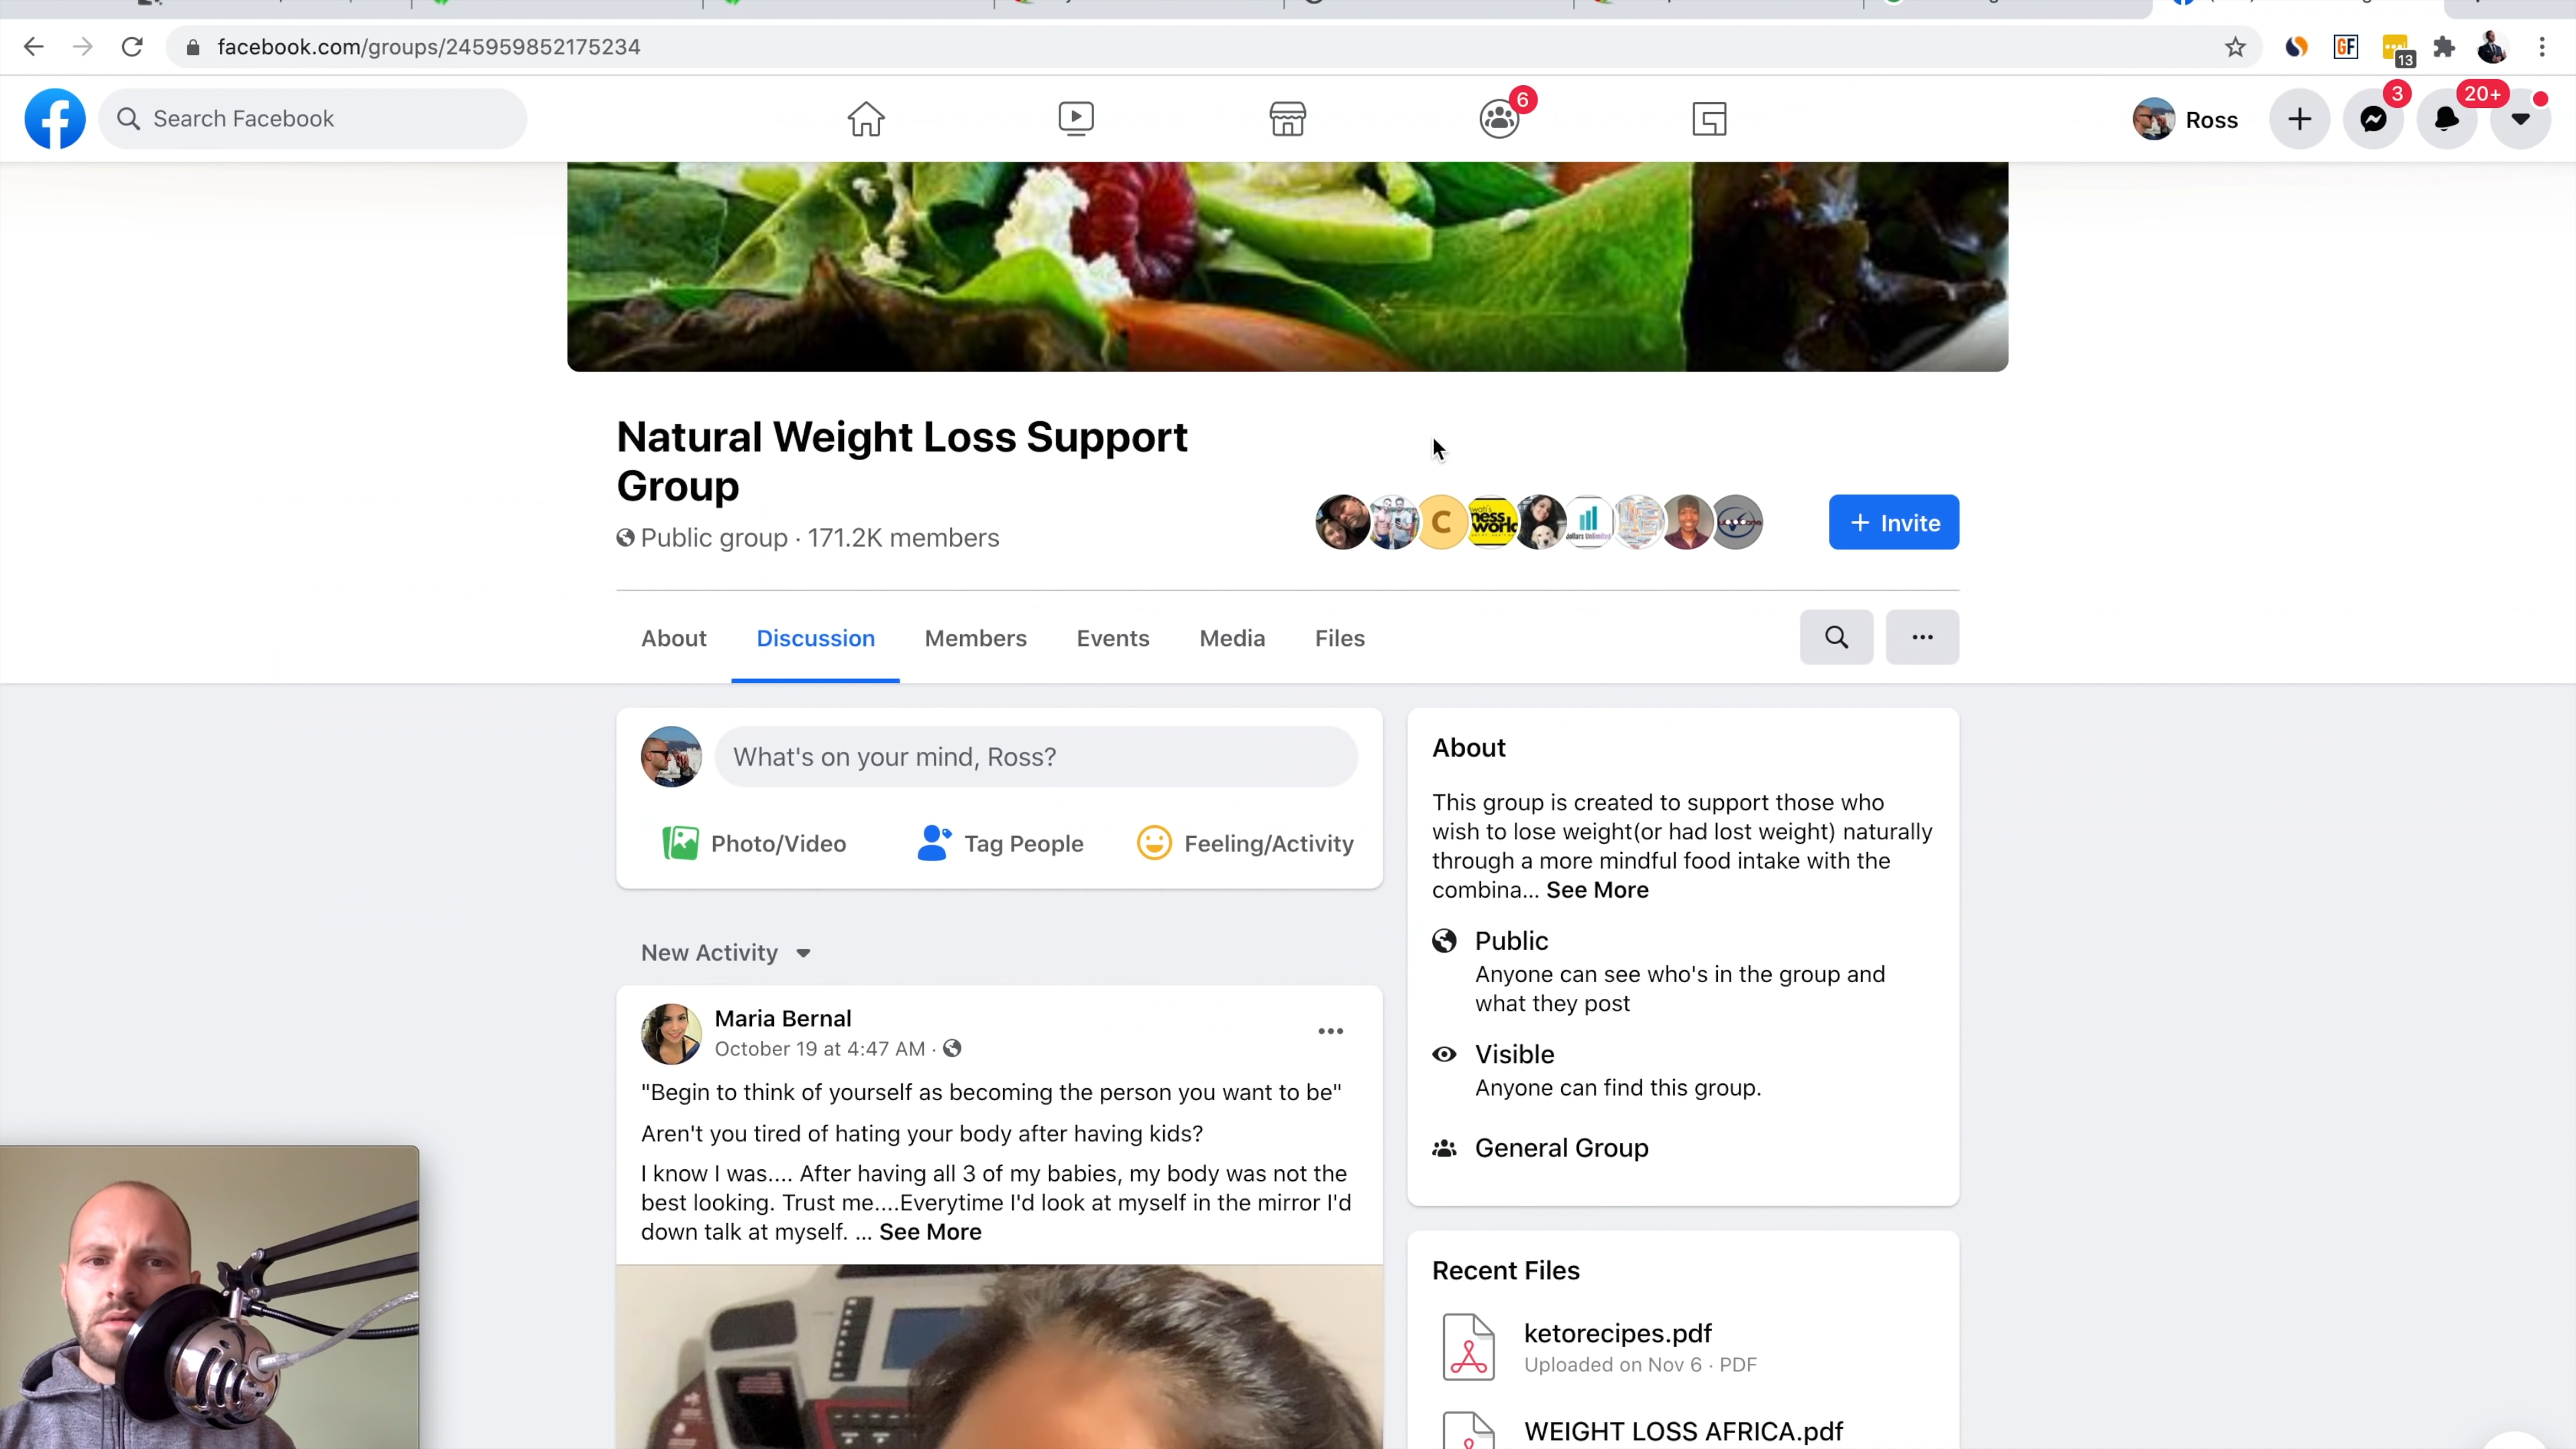 facebook.com/groups/245959852175234
GF
13
Search Facebook
6
Ross
3
20+
Natural Weight Loss Support
Group
Public group · 171.2K members
C
+ Invite
About
Discussion
Members
Events
Media
Files
What's on your mind, Ross?
Photo/Video
Tag People
Feeling/Activity
New Activity
Maria Bernal
October 19 at 4:47 AM ·
"Begin to think of yourself as becoming the person you want to be"
Aren't you tired of hating your body after having kids?
I know I was.... After having all 3 of my babies, my body was not the
best looking. Trust me....Everytime I'd look at myself in the mirror I'd
down talk at myself. ... See More
About
This group is created to support those who
wish to lose weight(or had lost weight) naturally
through a more mindful food intake with the
combina... See More
Public
Anyone can see who's in the group and
what they post
Visible
Anyone can find this group.
General Group
Recent Files
ketorecipes.pdf
Uploaded on Nov 6 · PDF
WEIGHT LOSS AFRICA.pdf